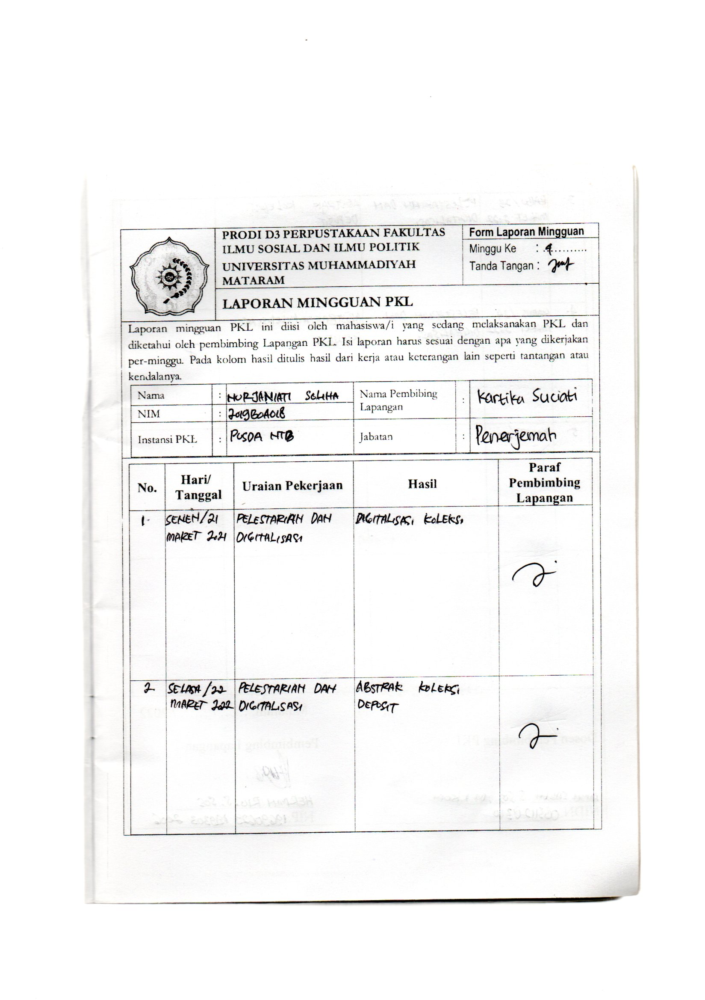 PRODI D3 PERPUSTAKAAN FAKULTAS
ILMU SOSIAL DAN ILMU POLITIK
UNIVERSITAS MUHAMMADIYAH
MATARAM
Form Laporan Mingguan
Minggu Ke : ............
Tanda Tangan :
LAPORAN MINGGUAN PKL
Laporan mingguan PKL ini diisi oleh mahasiswa/i yang sedang melaksanakan PKL dan
diketahui oleh pembimbing Lapangan PKL. Isi laporan harus sesuai dengan apa yang dikerjakan
per-minggu. Pada kolom hasil ditulis hasil dari kerja atau keterangan lain seperti tantangan atau
kendalanya.
Nama : NURJANIATI SOLIHA
NIM : 2019B0A018
Nama Pembibing
Lapangan : Kartika Suciati
Instansi PKL : PUSDA NTB
Jabatan : Penerjemah
No.
Hari/
Tanggal
Uraian Pekerjaan
Hasil
Paraf
Pembimbing
Lapangan
1. SENEN/21 PELESTARIAN DAN DIGITALISASI KOLEKSI
MARET 2021 DIGITALISASI
2. SELASA/22 PELESTARIAN DAN ABSTRAK KOLEKSI
MARET 2022 DIGITALISASI DEPOSIT